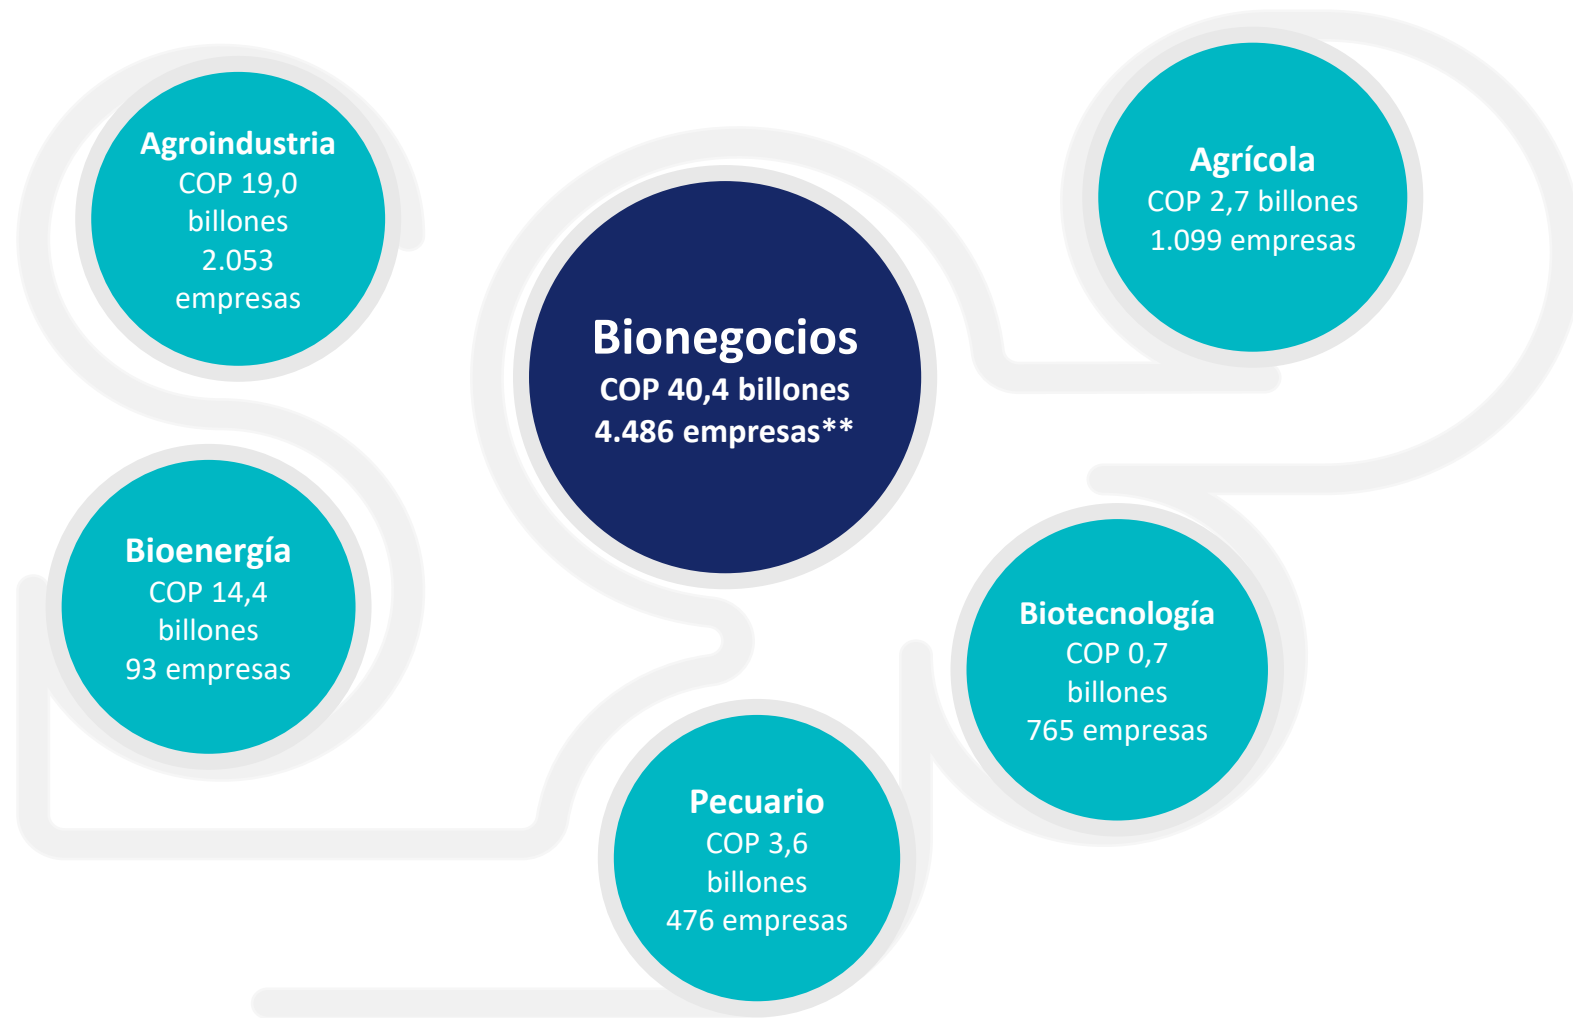 Agroindustria
COP 19,0
billones
2.053
empresas
Agrícola
COP 2,7 billones
1.099 empresas
Bionegocios
COP 40,4 billones
4.486 empresas**
Bioenergía
COP 14,4
billones
93 empresas
Biotecnología
COP 0,7
billones
765 empresas
Pecuario
COP 3,6
billones
476 empresas